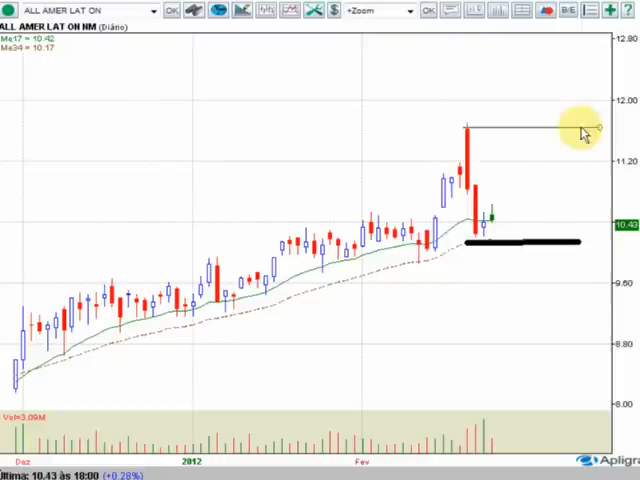 ALL AMER LAT ON OK +Zoom OK B/E ?
ALL AMER LAT ON NM (Diário)
Me17 = 10.42
Me34 = 10.17
12.80
12.00
11.20
10.43
9.60
8.80
8.00
Vol=3.09M
Dez 2012 Fev
Apligra
Última: 10.43 às 18:00 (+0.28%)